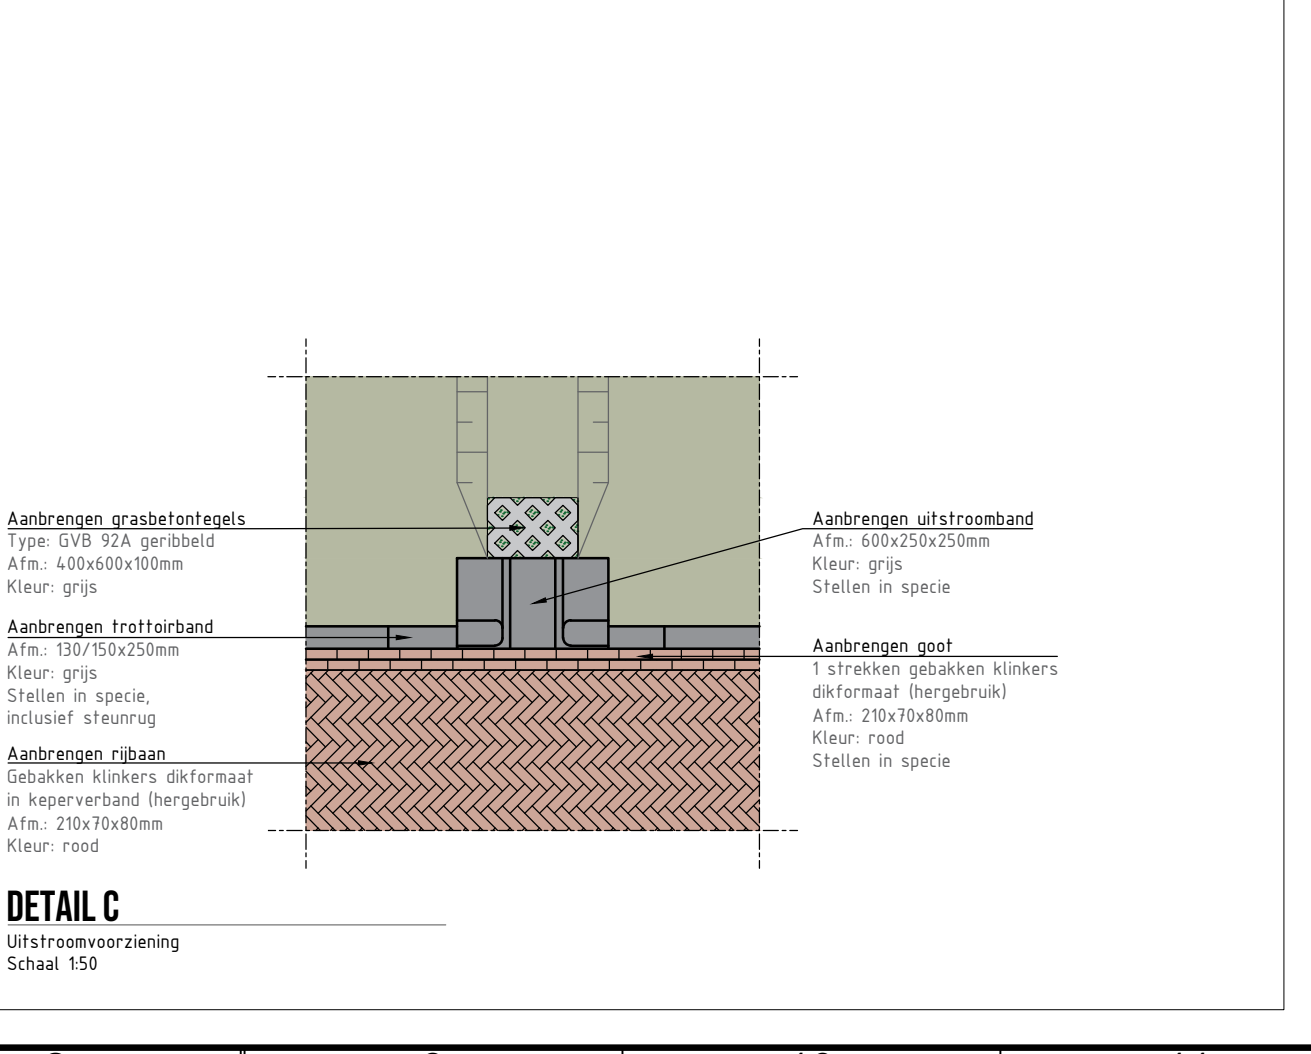 Aanbrengen grasbetontegels
Type: GVB 92A geribbeld
Afm.: 400x600x100mm
Kleur: grijs
Aanbrengen trottoirband
Afm.: 130/150x250mm
Kleur: grijs
Stellen in specie,
inclusief steunrug
Aanbrengen rijbaan
Gebakken klinkers dikformaat
in keperverband (hergebruik)
Afm.: 210x70x80mm
Kleur: rood
Aanbrengen uitstroomband
Afm.: 600x250x250mm
Kleur: grijs
Stellen in specie
Aanbrengen goot
1 strekken gebakken klinkers
dikformaat (hergebruik)
Afm.: 210x70x80mm
Kleur: rood
Stellen in specie
DETAIL C
Uitstroomvoorziening
Schaal 1:50